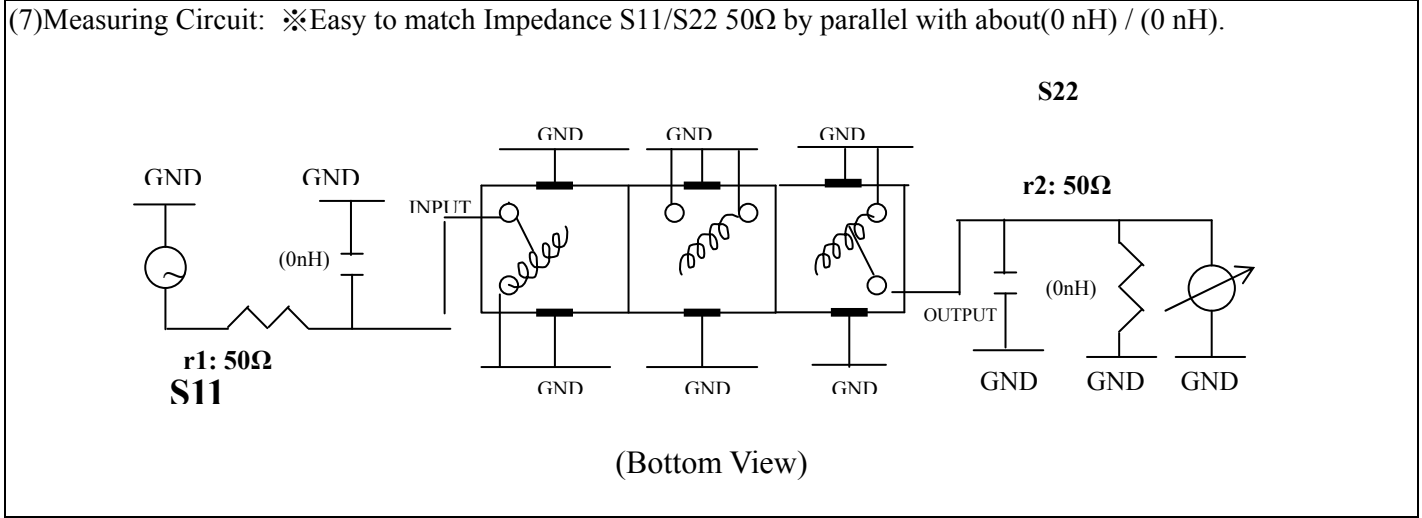 (7)Measuring Circuit: ※Easy to match Impedance S11/S22 50Ω by parallel with about(0 nH) / (0 nH).
S22
GND GND GND
GND GND
r2: 50Ω
INPUT
(0nH)
(0nH)
OUTPUT
r1: 50Ω
S11
GND GND GND
GND GND GND
(Bottom View)